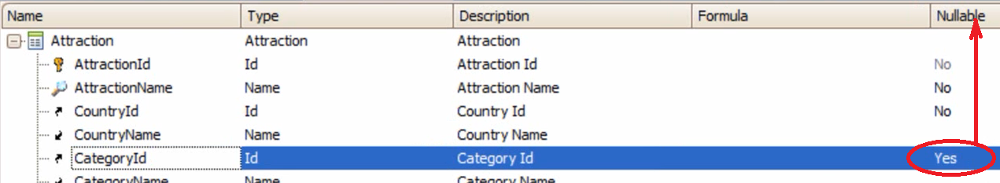 Name Type Description Formula Nullable
Attraction Attraction Attraction
AttractionId Id Attraction Id No
AttractionName Name Attraction Name No
CountryId Id Country Id No
CountryName Name Country Name
CategoryId Id Category Id Yes
CategoryName Name Category Name